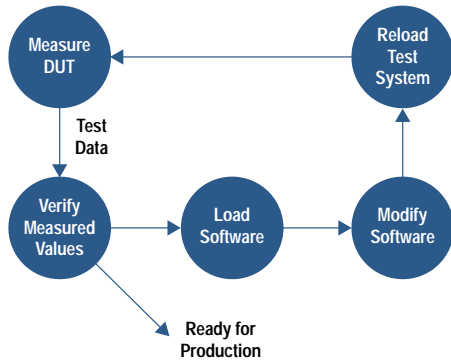 Measure
DUT
Reload
Test
System
Test
Data
Verify
Measured
Values
Load
Software
Modify
Software
Ready for
Production